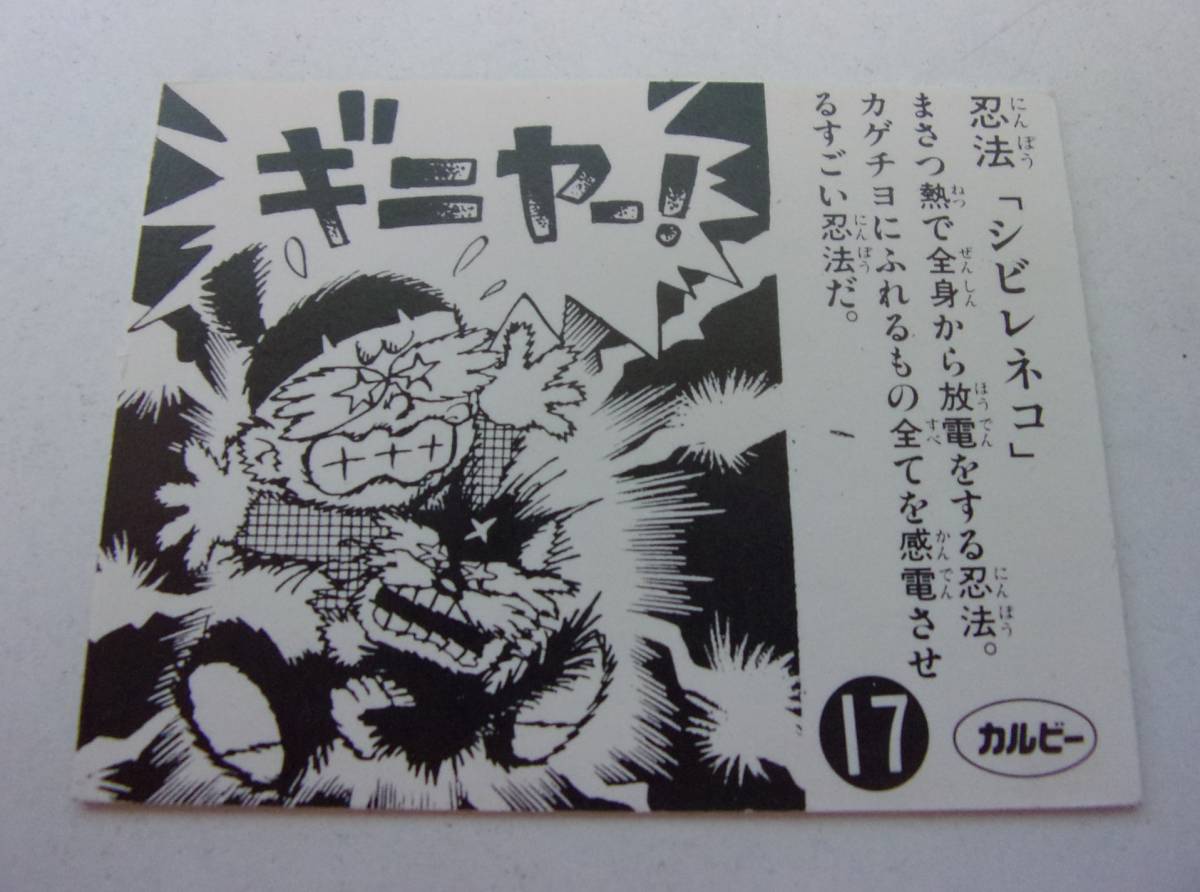 ギニャー!
忍法「シビレネコ」
まさつ熱で全身から放電をする忍法。
カゲチヨにふれるもの全てを感電させ
るすごい忍法だ。
17
カルビー